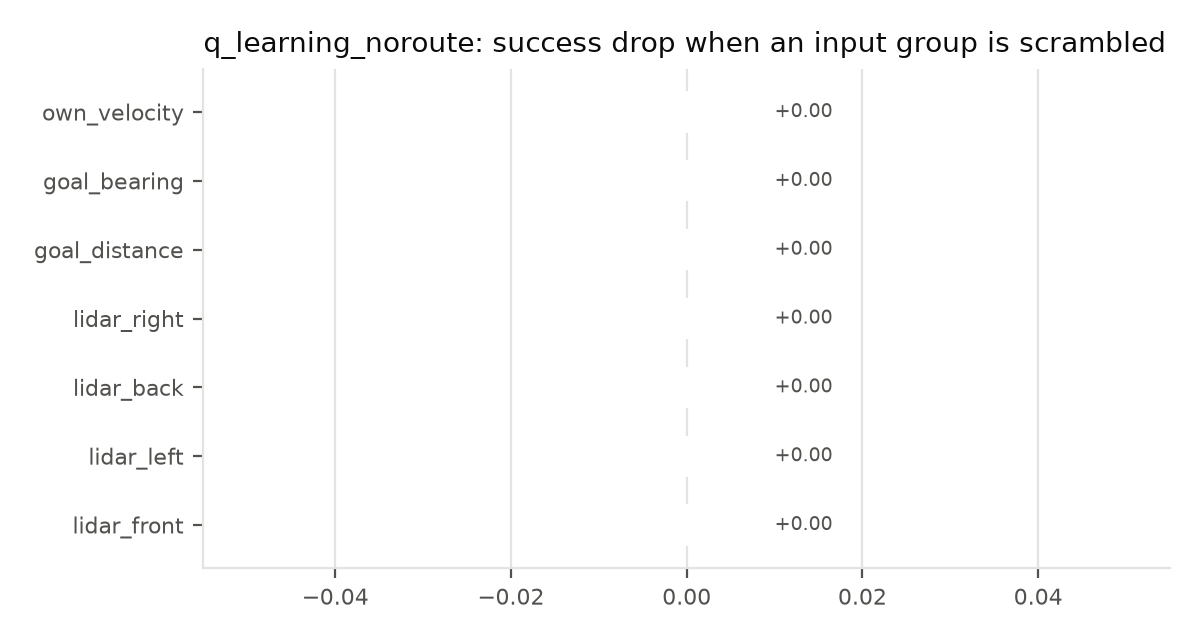 q_learning_noroute: success drop when an input group is scrambled
own_velocity +0.00
goal_bearing +0.00
goal_distance +0.00
lidar_right +0.00
lidar_back +0.00
lidar_left +0.00
lidar_front +0.00
−0.04 −0.02 0.00 0.02 0.04